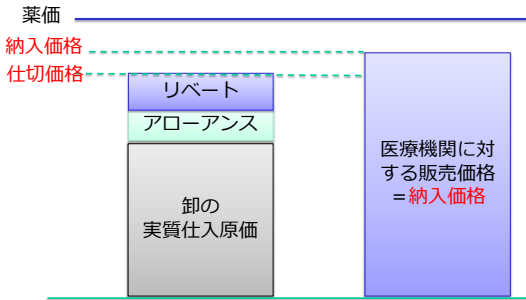 薬価
納入価格
仕切価格
リベート
アローアンス
卸の
実質仕入原価
医療機関に対
する販売価格
=納入価格